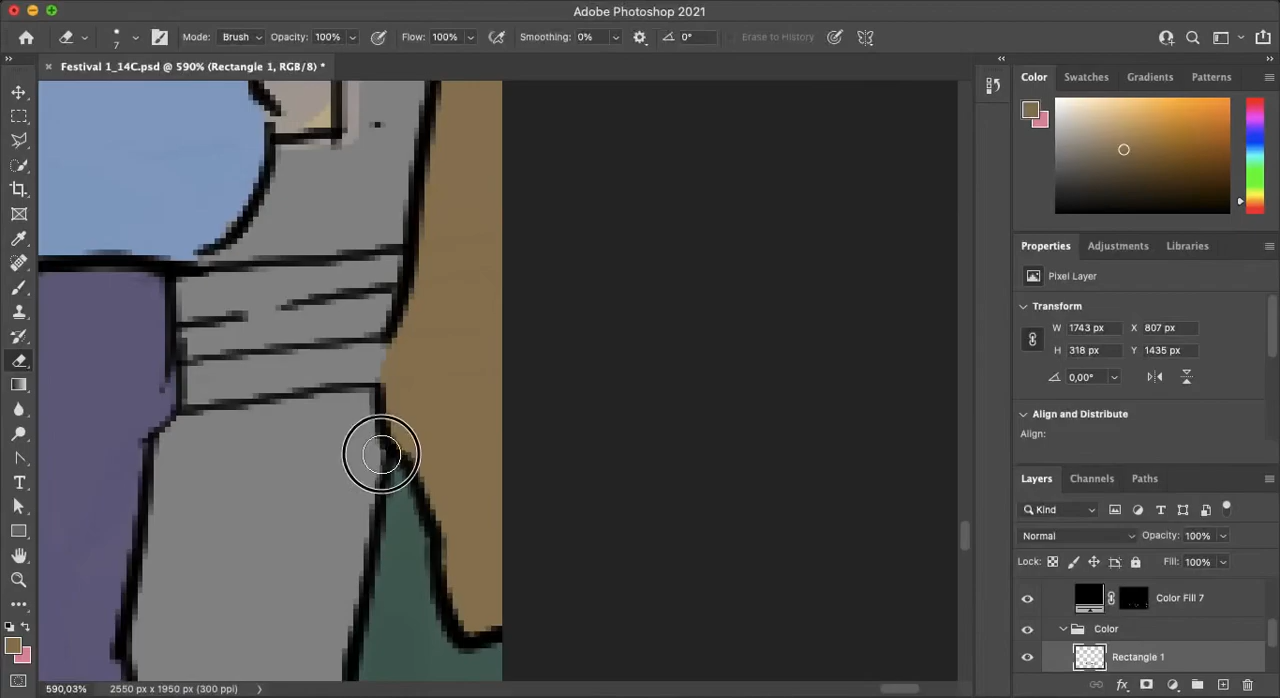 Adobe Photoshop 2021
7 Mode: Brush Opacity: 100% Flow: 100% Smoothing: 0% 0° Erase to History
Festival 1_14C.psd @ 590% (Rectangle 1, RGB/8) *
Color Swatches Gradients Patterns
Properties Adjustments Libraries
Pixel Layer
Transform
W 1743 px X 807 px
H 318 px Y 1435 px
0,00°
Align and Distribute
Align:
Layers Channels Paths
Kind
Normal Opacity: 100%
Lock: Fill: 100%
Color Fill 7
Color
Rectangle 1
590,03% 2550 px x 1950 px (300 ppi)